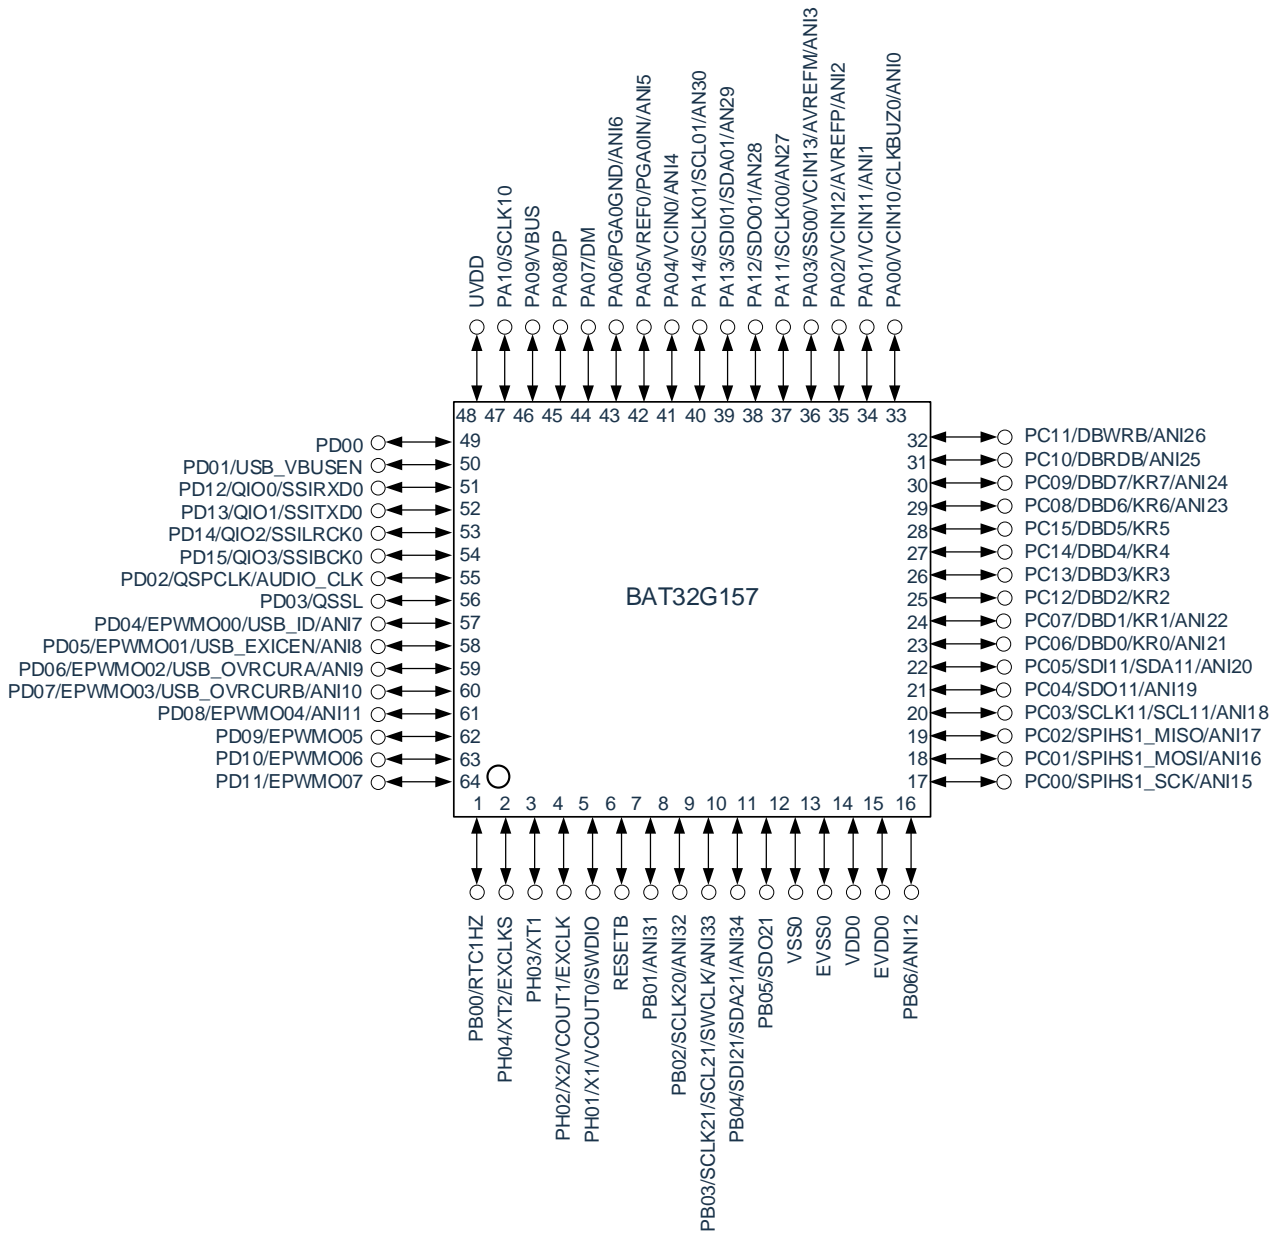 UVDD
PA10/SCLK10
PA09/VBUS
PA08/DP
PA07/DM
PA06/PGA0GND/ANI6
PA05/VREF0/PGA0IN/ANI5
PA04/VCIN0/ANI4
PA14/SCLK01/SCL01/AN30
PA13/SDI01/SDA01/AN29
PA12/SDO01/AN28
PA11/SCLK00/AN27
PA03/SS00/VCIN13/AVREFM/ANI3
PA02/VCIN12/AVREFP/ANI2
PA01/VCIN11/ANI1
PA00/VCIN10/CLKBUZ0/ANI0
48 47 46 45 44 43 42 41 40 39 38 37 36 35 34 33
PD00 49
PD01/USB_VBUSEN 50
PD12/QIO0/SSIRXD0 51
PD13/QIO1/SSITXD0 52
PD14/QIO2/SSILRCK0 53
PD15/QIO3/SSIBCK0 54
PD02/QSPCLK/AUDIO_CLK 55
PD03/QSSL 56
PD04/EPWMO00/USB_ID/ANI7 57
PD05/EPWMO01/USB_EXICEN/ANI8 58
PD06/EPWMO02/USB_OVRCURA/ANI9 59
PD07/EPWMO03/USB_OVRCURB/ANI10 60
PD08/EPWMO04/ANI11 61
PD09/EPWMO05 62
PD10/EPWMO06 63
PD11/EPWMO07 64
BAT32G157
32 PC11/DBWRB/ANI26
31 PC10/DBRDB/ANI25
30 PC09/DBD7/KR7/ANI24
29 PC08/DBD6/KR6/ANI23
28 PC15/DBD5/KR5
27 PC14/DBD4/KR4
26 PC13/DBD3/KR3
25 PC12/DBD2/KR2
24 PC07/DBD1/KR1/ANI22
23 PC06/DBD0/KR0/ANI21
22 PC05/SDI11/SDA11/ANI20
21 PC04/SDO11/ANI19
20 PC03/SCLK11/SCL11/ANI18
19 PC02/SPIHS1_MISO/ANI17
18 PC01/SPIHS1_MOSI/ANI16
17 PC00/SPIHS1_SCK/ANI15
1 2 3 4 5 6 7 8 9 10 11 12 13 14 15 16
PB00/RTC1HZ
PH04/XT2/EXCLKS
PH03/XT1
PH02/X2/VCOUT1/EXCLK
PH01/X1/VCOUT0/SWDIO
RESETB
PB01/ANI31
PB02/SCLK20/ANI32
PB03/SCLK21/SCL21/SWCLK/ANI33
PB04/SDI21/SDA21/ANI34
PB05/SDO21
VSS0
EVSS0
VDD0
EVDD0
PB06/ANI12